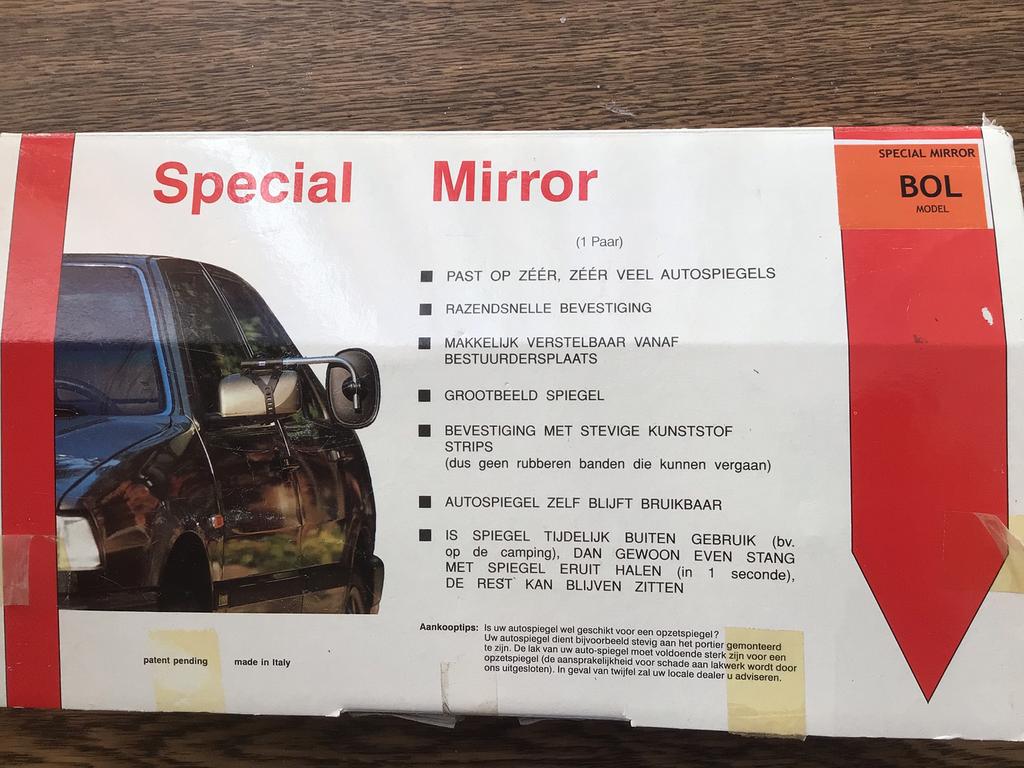 Special Mirror
SPECIAL MIRROR
BOL
MODEL
(1 Paar)
■ PAST OP ZÉÉR, ZÉÉR VEEL AUTOSPIEGELS
■ RAZENDSNELLE BEVESTIGING
■ MAKKELIJK VERSTELBAAR VANAF
BESTUURDERSPLAATS
■ GROOTBEELD SPIEGEL
■ BEVESTIGING MET STEVIGE KUNSTSTOF
STRIPS
(dus geen rubberen banden die kunnen vergaan)
■ AUTOSPIEGEL ZELF BLIJFT BRUIKBAAR
■ IS SPIEGEL TIJDELIJK BUITEN GEBRUIK (bv.
op de camping), DAN GEWOON EVEN STANG
MET SPIEGEL ERUIT HALEN (in 1 seconde),
DE REST KAN BLIJVEN ZITTEN
Aankooptips: Is uw autospiegel wel geschikt voor een opzetspiegel?
Uw autospiegel dient bijvoorbeeld stevig aan het portier gemonteerd
te zijn. De lak van uw auto-spiegel moet voldoende sterk zijn voor een
opzetspiegel (de aansprakelijkheid voor schade aan lakwerk wordt door
ons uitgesloten). In geval van twijfel zal uw locale dealer u adviseren.
patent pending made in Italy